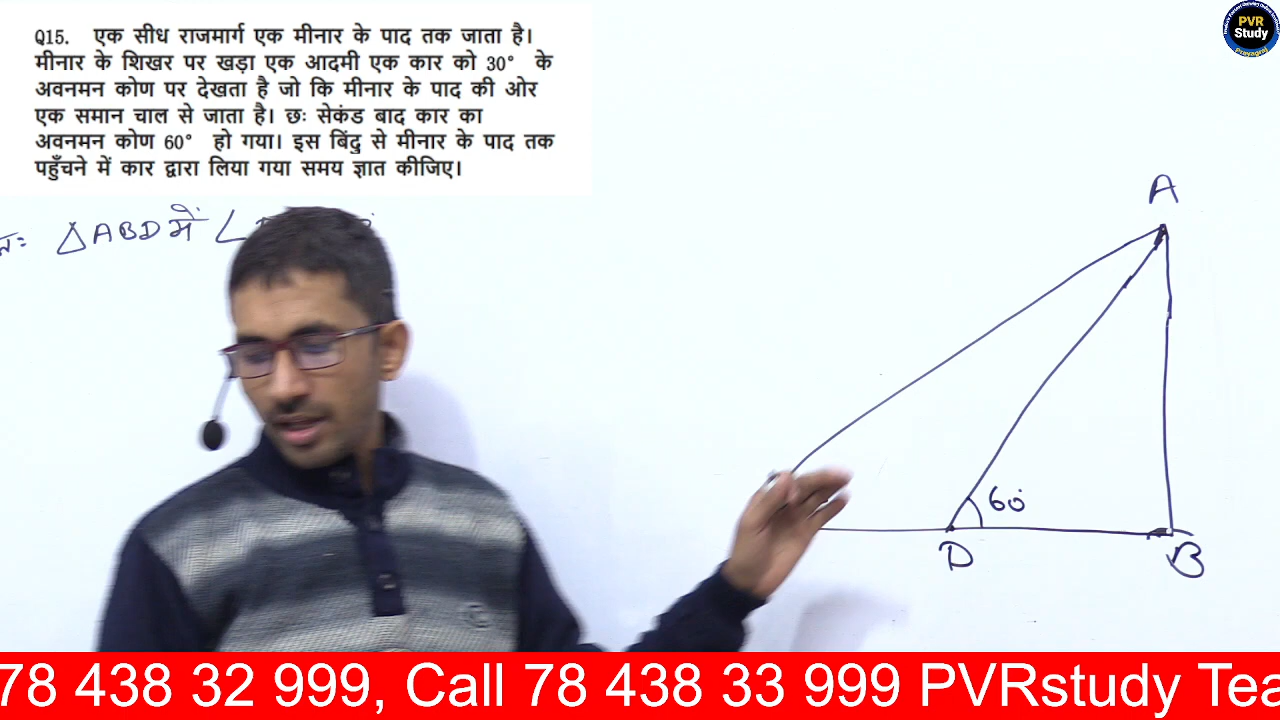 Q15. एक सीध राजमार्ग एक मीनार के पाद तक जाता है।
मीनार के शिखर पर खड़ा एक आदमी एक कार को 30° के
अवनमन कोण पर देखता है जो कि मीनार के पाद की ओर
एक समान चाल से जाता है। छः सेकंड बाद कार का
अवनमन कोण 60° हो गया। इस बिंदु से मीनार के पाद तक
पहुँचने में कार द्वारा लिया गया समय ज्ञात कीजिए।
PVR
Study
Prayagraj
△ABD में ∠
A
60°
D
B
78 438 32 999, Call 78 438 33 999 PVRstudy Tea